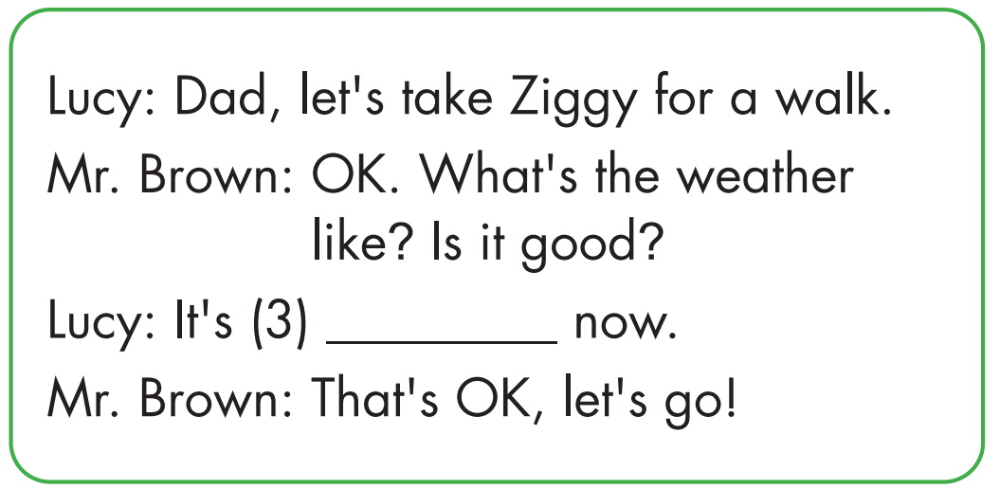 Lucy: Dad, let's take Ziggy for a walk.
Mr. Brown: OK. What's the weather
like? Is it good?
Lucy: It's (3) __________ now.
Mr. Brown: That's OK, let's go!